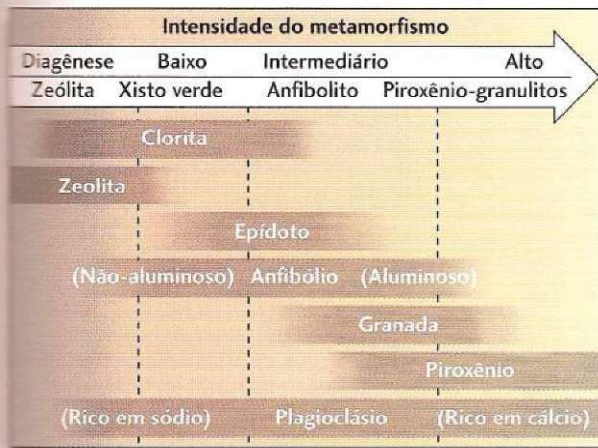 Intensidade do metamorfismo
Diagênese Baixo Intermediário Alto
Zeólita Xisto verde Anfibolito Piroxênio-granulitos
Clorita
Zeolita
Epídoto
(Não-aluminoso) Anfibólio (Aluminoso)
Granada
Piroxênio
(Rico em sódio) Plagioclásio (Rico em cálcio)